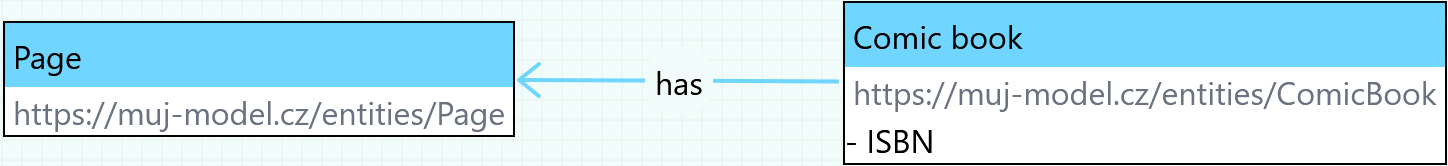 Page
https://muj-model.cz/entities/Page
has
Comic book
https://muj-model.cz/entities/ComicBook
- ISBN